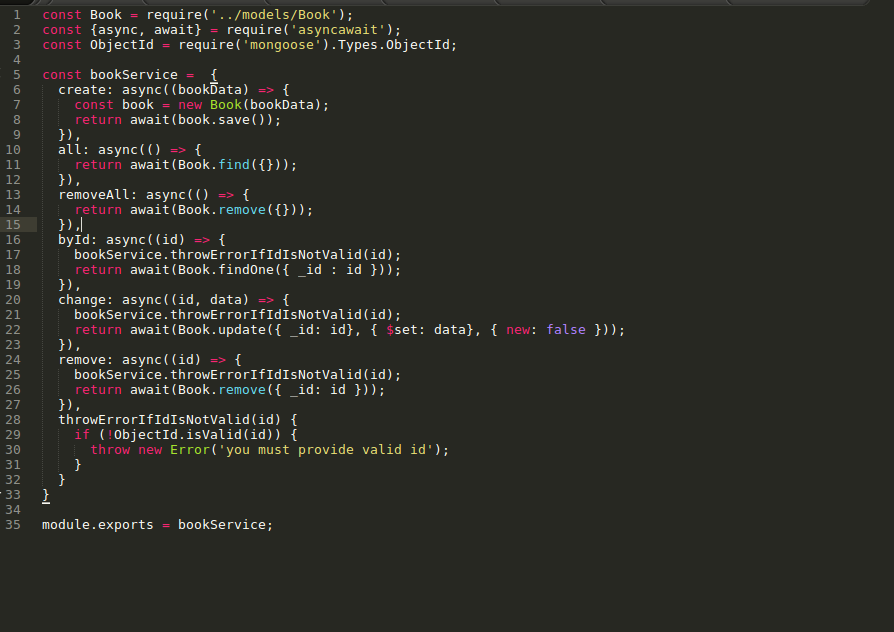 1 const Book = require('../models/Book');
2 const {async, await} = require('asyncawait');
3 const ObjectId = require('mongoose').Types.ObjectId;
4
5 const bookService =  {
6   create: async((bookData) => {
7     const book = new Book(bookData);
8     return await(book.save());
9   }),
10   all: async(() => {
11     return await(Book.find({}));
12   }),
13   removeAll: async(() => {
14     return await(Book.remove({}));
15   }),
16   byId: async((id) => {
17     bookService.throwErrorIfIdIsNotValid(id);
18     return await(Book.findOne({ _id : id }));
19   }),
20   change: async((id, data) => {
21     bookService.throwErrorIfIdIsNotValid(id);
22     return await(Book.update({ _id: id}, { $set: data}, { new: false }));
23   }),
24   remove: async((id) => {
25     bookService.throwErrorIfIdIsNotValid(id);
26     return await(Book.remove({ _id: id }));
27   }),
28   throwErrorIfIdIsNotValid(id) {
29     if (!ObjectId.isValid(id)) {
30       throw new Error('you must provide valid id');
31     }
32   }
33 }
34
35 module.exports = bookService;